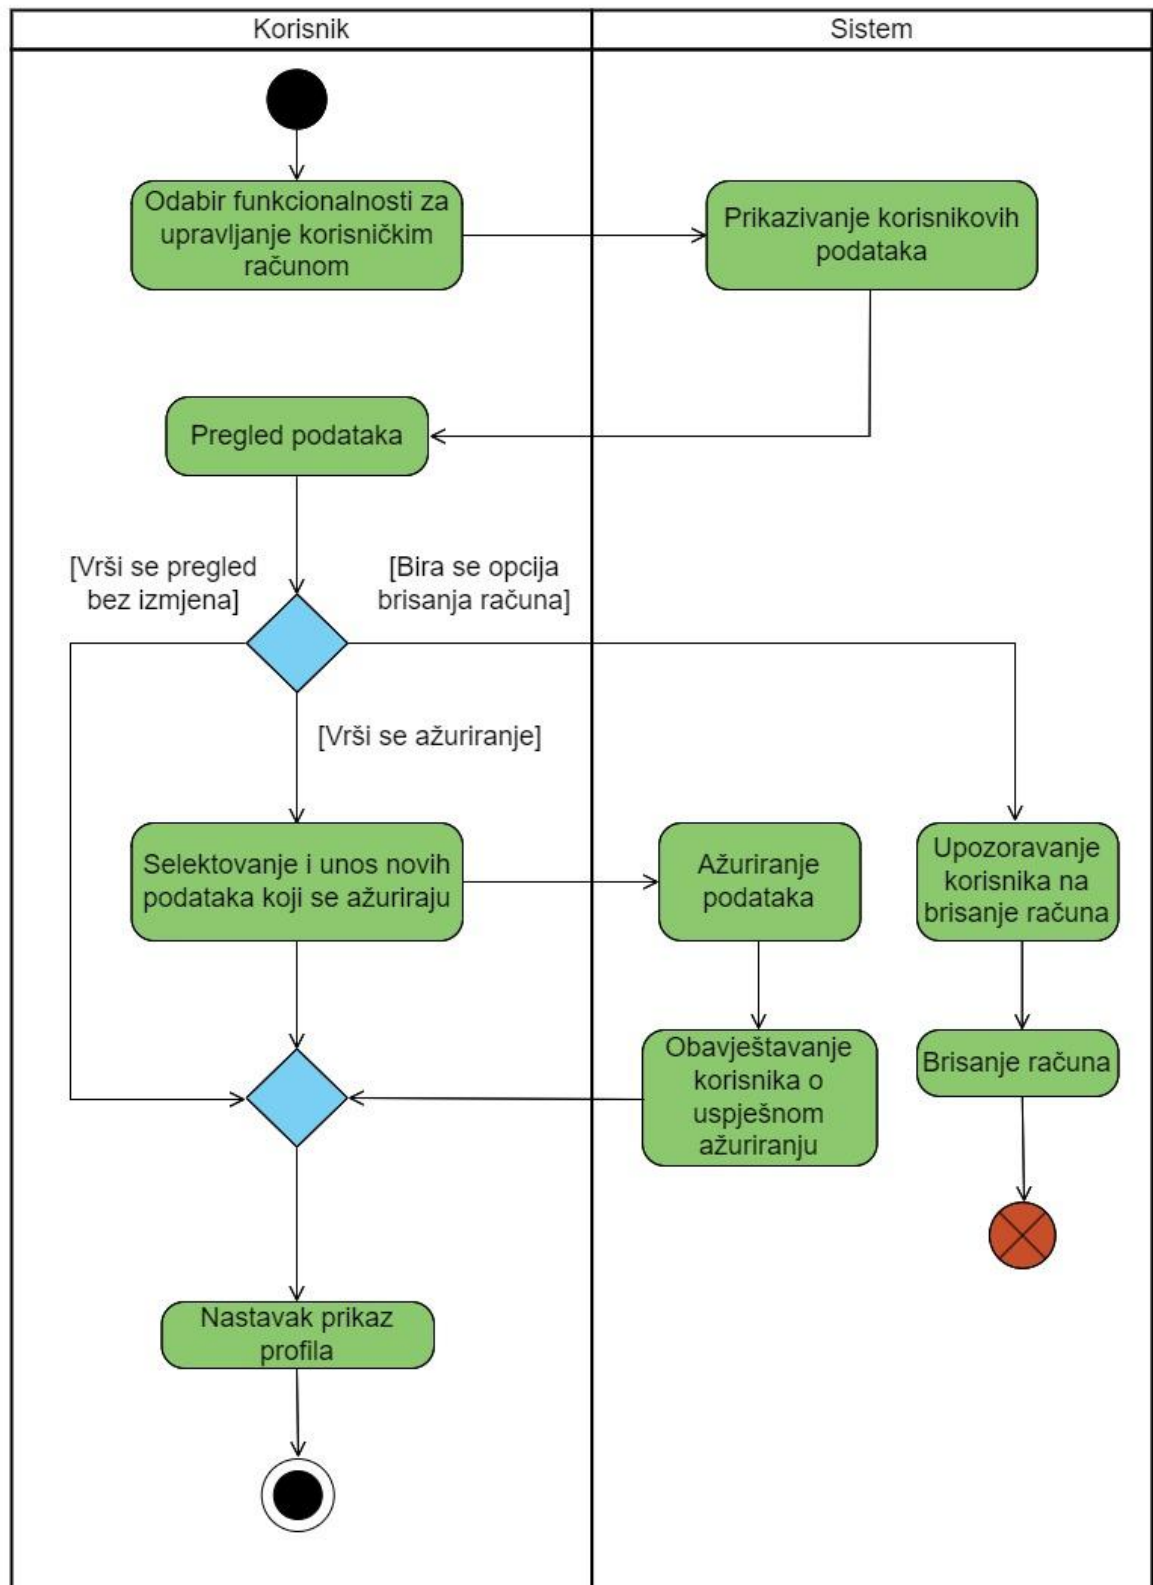 Korisnik
Sistem
Odabir funkcionalnosti za
upravljanje korisničkim
računom
Prikazivanje korisnikovih
podataka
Pregled podataka
[Vrši se pregled
bez izmjena]
[Bira se opcija
brisanja računa]
[Vrši se ažuriranje]
Selektovanje i unos novih
podataka koji se ažuriraju
Ažuriranje
podataka
Upozoravanje
korisnika na
brisanje računa
Obavještavanje
korisnika o
uspješnom
ažuriranju
Brisanje računa
Nastavak prikaz
profila